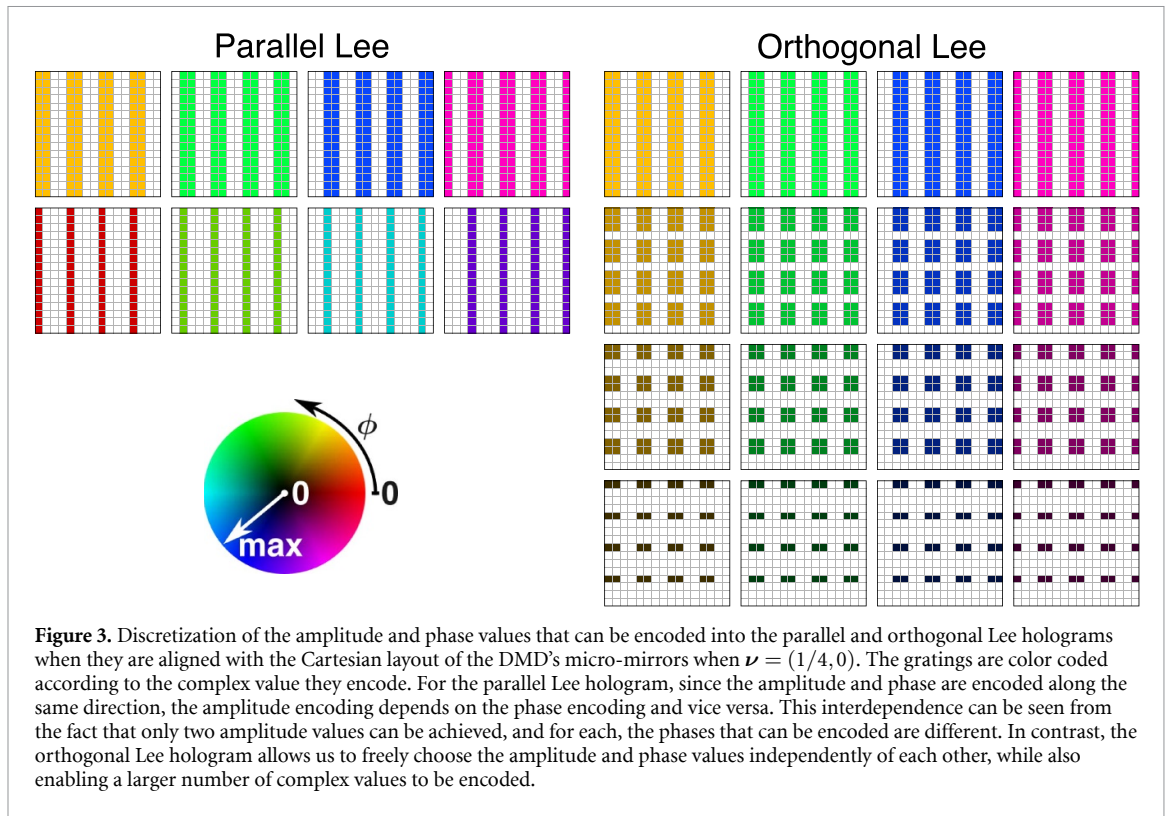 Parallel Lee
Orthogonal Lee
ϕ
0
0
max
Figure 3. Discretization of the amplitude and phase values that can be encoded into the parallel and orthogonal Lee holograms
when they are aligned with the Cartesian layout of the DMD's micro-mirrors when ν = (1/4, 0). The gratings are color coded
according to the complex value they encode. For the parallel Lee hologram, since the amplitude and phase are encoded along the
same direction, the amplitude encoding depends on the phase encoding and vice versa. This interdependence can be seen from
the fact that only two amplitude values can be achieved, and for each, the phases that can be encoded are different. In contrast, the
orthogonal Lee hologram allows us to freely choose the amplitude and phase values independently of each other, while also
enabling a larger number of complex values to be encoded.